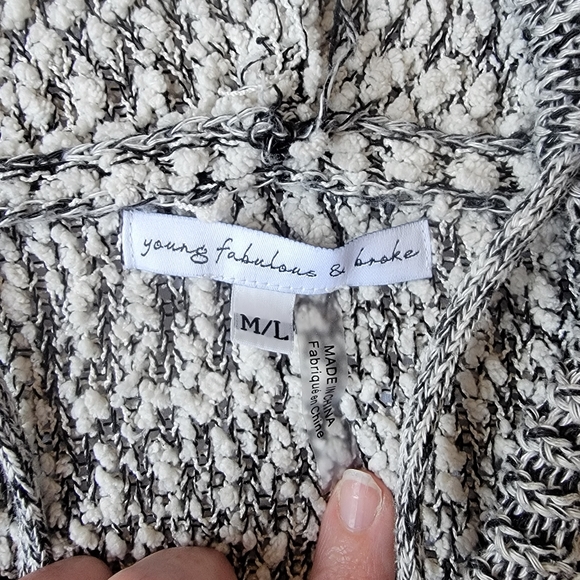 young fabulous & broke
M/L
MADE IN CHINA
Fabriqué en Chine